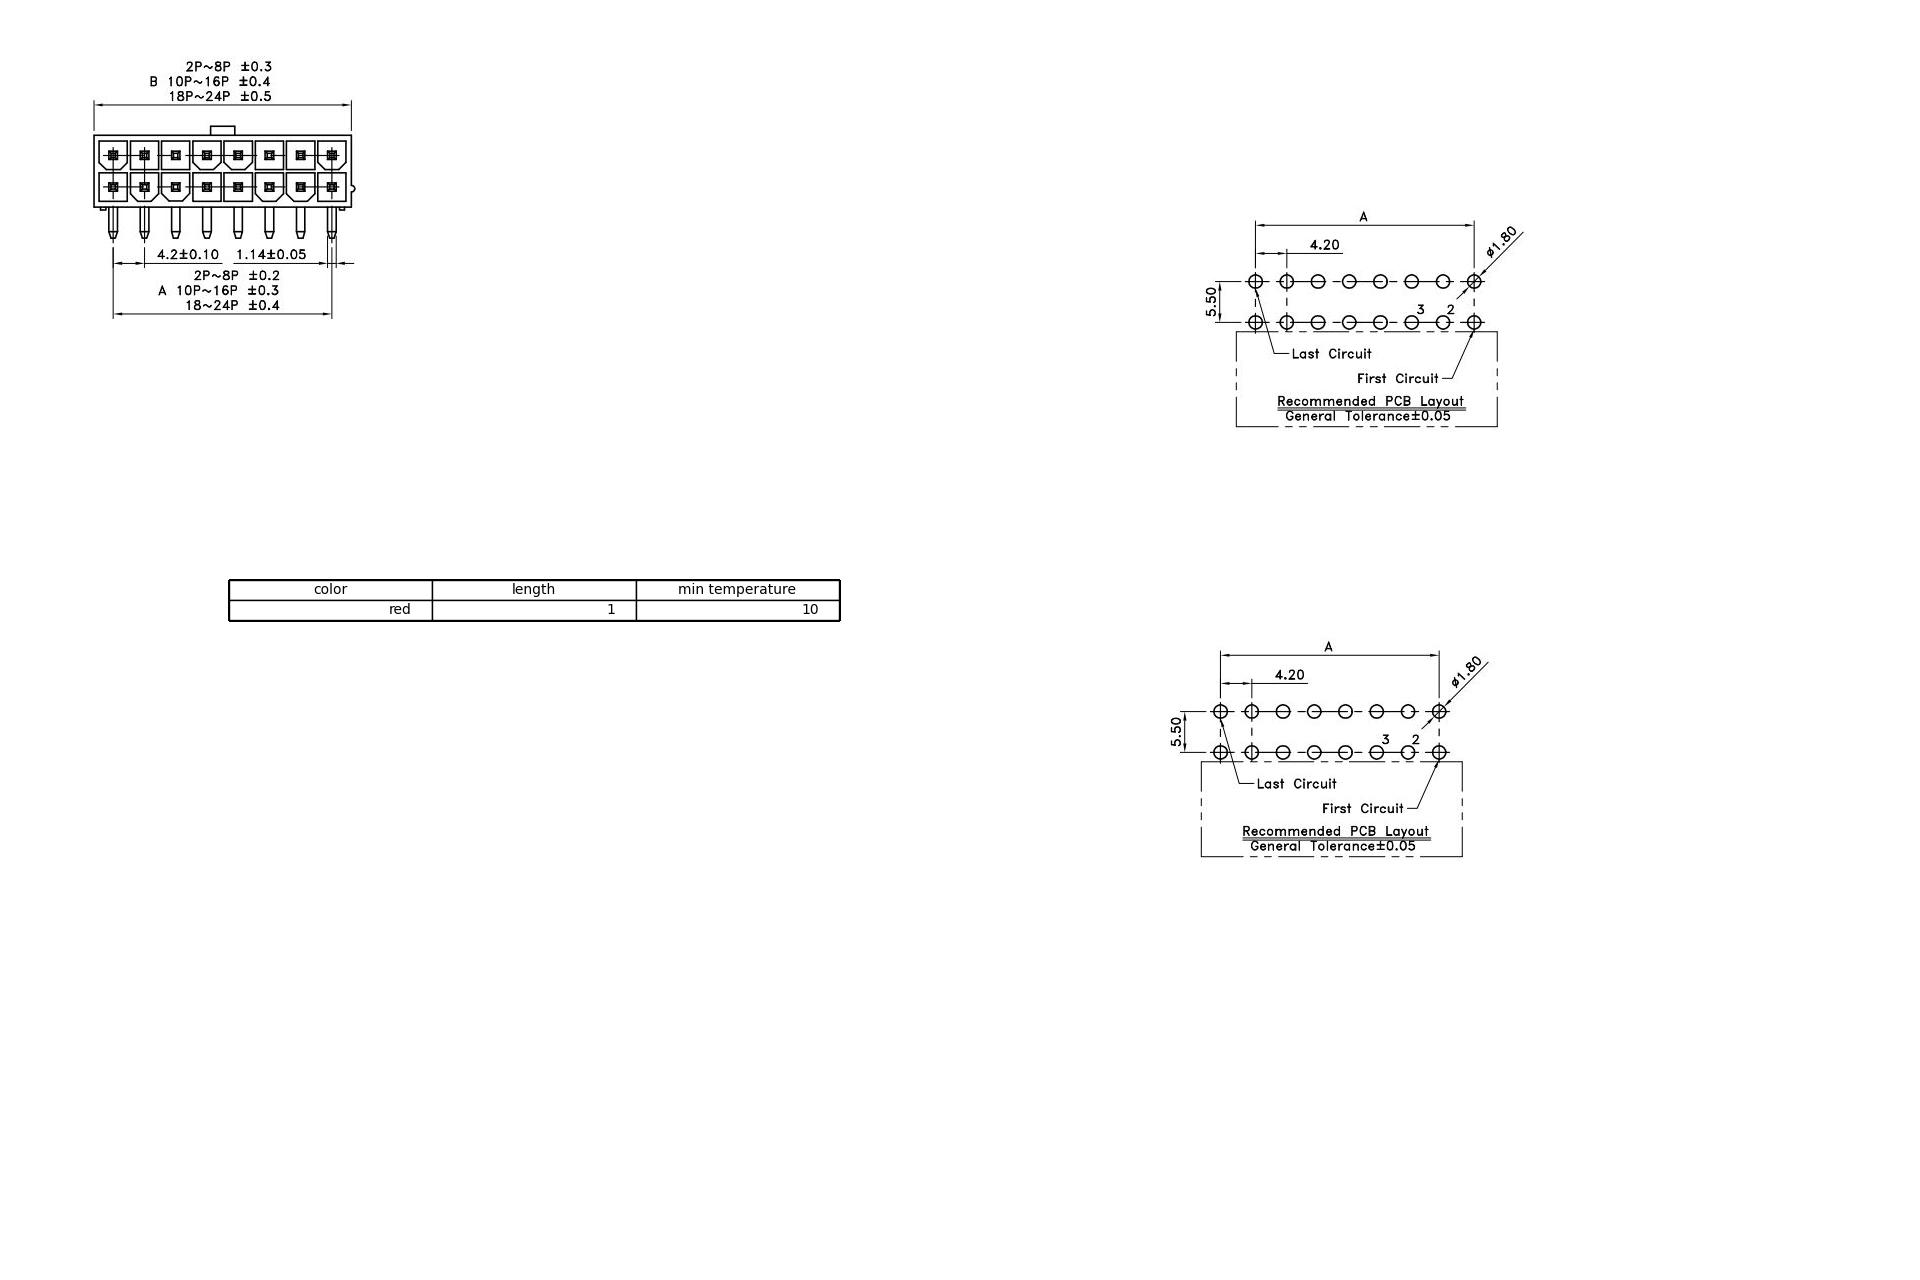 2P~8P ±0.3
B 10P~16P ±0.4
18P~24P ±0.5
4.2±0.10 1.14±0.05
2P~8P ±0.2
A 10P~16P ±0.3
18~24P ±0.4
A
4.20
ø1.80
5.50
3 2
Last Circuit
First Circuit
Recommended PCB Layout
General Tolerance±0.05
color length min temperature
red 1 10
A
4.20
ø1.80
5.50
3 2
Last Circuit
First Circuit
Recommended PCB Layout
General Tolerance±0.05